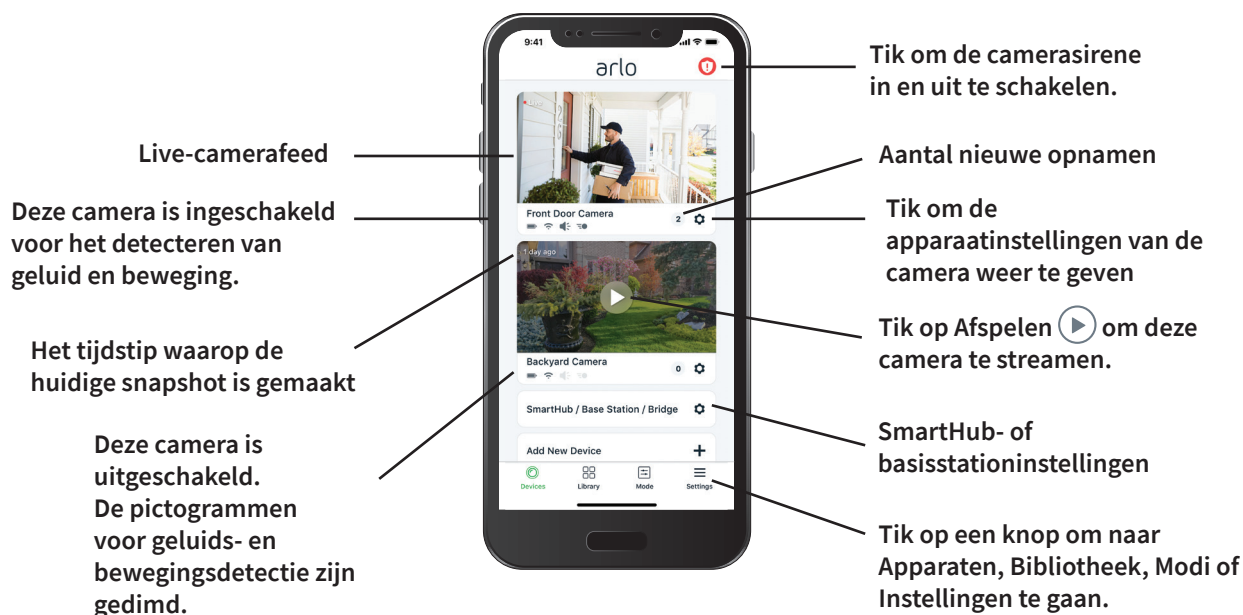 Live-camerafeed
Deze camera is ingeschakeld
voor het detecteren van
geluid en beweging.
Het tijdstip waarop de
huidige snapshot is gemaakt
Deze camera is
uitgeschakeld.
De pictogrammen
voor geluids- en
bewegingsdetectie zijn
gedimd.
9:41
arlo
Front Door Camera
2
1 day ago
Backyard Camera
0
SmartHub / Base Station / Bridge
Add New Device
Devices Library Mode Settings
Tik om de camerasirene
in en uit te schakelen.
Aantal nieuwe opnamen
Tik om de
apparaatinstellingen van de
camera weer te geven
Tik op Afspelen om deze
camera te streamen.
SmartHub- of
basisstationinstellingen
Tik op een knop om naar
Apparaten, Bibliotheek, Modi of
Instellingen te gaan.